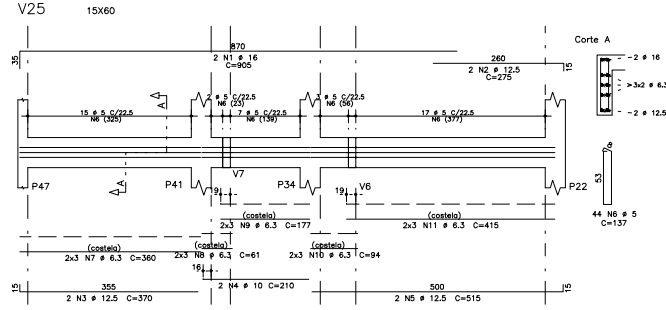 V25 15X60
870
2 N1 ø 16
C=905
35
260
2 N2 ø 12.5
C=275
15
Corte A
2 ø 16
3x2 ø 6.3
2 ø 12.5
15 ø 5 C/22.5
N6 (325)
A
2 ø 5 C/22.5
N6 (23)
7 ø 5 C/22.5
N6 (139)
3 ø 5 C/22.5
N6 (56)
17 ø 5 C/22.5
N6 (377)
P47
A
P41
V7
P34
V6
P22
53
44 N6 ø 5
C=137
19
19
(costela)
2x3 N9 ø 6.3 C=177
(costela)
2x3 N11 ø 6.3 C=415
(costela)
2x3 N7 ø 6.3 C=360
(costela)
2x3 N8 ø 6.3 C=61
(costela)
2x3 N10 ø 6.3 C=94
16
15
355
2 N3 ø 12.5 C=370
2 N4 ø 10 C=210
500
2 N5 ø 12.5 C=515
15